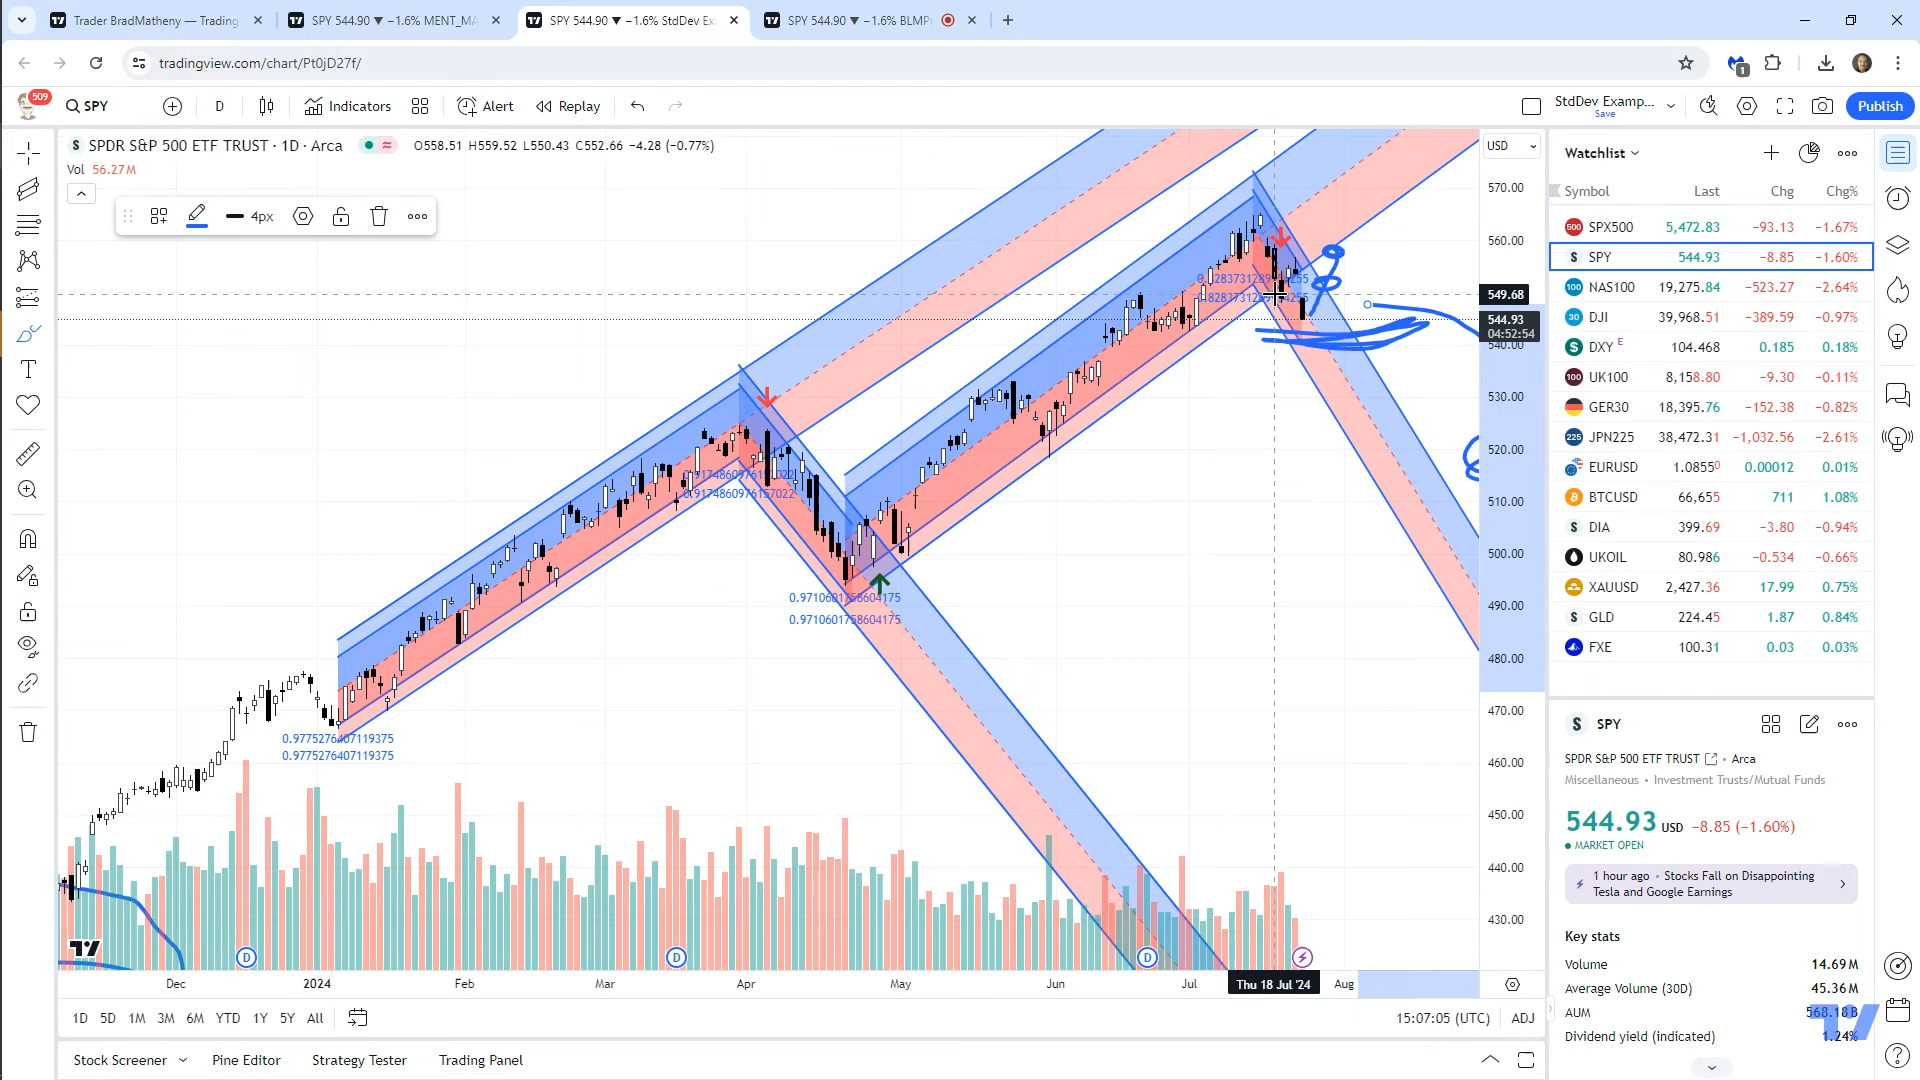 Trader BradMatheny — Trading
SPY 544.90 ▼ −1.6% MENT_MA
SPY 544.90 ▼ −1.6% StdDev Ex
SPY 544.90 ▼ −1.6% BLMP
tradingview.com/chart/Pt0jD27f/
1
509
SPY
D
Indicators
Alert
Replay
StdDev Examp...
Save
Publish
SPDR S&P 500 ETF TRUST · 1D · Arca
O558.51 H559.52 L550.43 C552.66 −4.28 (−0.77%)
Vol 56.27M
4px
USD
570.00
560.00
549.68
544.93
04:52:54
540.00
530.00
520.00
510.00
500.00
490.00
480.00
470.00
460.00
450.00
440.00
430.00
0.9174860976157022
0.9174860976157022
0.9710601758604175
0.9710601758604175
0.9775276407119375
0.9775276407119375
D
D
D
Dec
2024
Feb
Mar
Apr
May
Jun
Jul
Thu 18 Jul '24
Aug
1D 5D 1M 3M 6M YTD 1Y 5Y All
15:07:05 (UTC)
ADJ
Stock Screener
Pine Editor
Strategy Tester
Trading Panel
Watchlist
Symbol Last Chg Chg%
SPX500 5,472.83 −93.13 −1.67%
SPY 544.93 −8.85 −1.60%
NAS100 19,275.84 −523.27 −2.64%
DJI 39,968.51 −389.59 −0.97%
DXY E 104.468 0.185 0.18%
UK100 8,158.80 −9.30 −0.11%
GER30 18,395.76 −152.38 −0.82%
JPN225 38,472.31 −1,032.56 −2.61%
EURUSD 1.08550 0.00012 0.01%
BTCUSD 66,655 711 1.08%
DIA 399.69 −3.80 −0.94%
UKOIL 80.986 −0.534 −0.66%
XAUUSD 2,427.36 17.99 0.75%
GLD 224.45 1.87 0.84%
FXE 100.31 0.03 0.03%
SPY
SPDR S&P 500 ETF TRUST • Arca
Miscellaneous • Investment Trusts/Mutual Funds
544.93 USD −8.85 (−1.60%)
MARKET OPEN
1 hour ago • Stocks Fall on Disappointing
Tesla and Google Earnings
Key stats
Volume 14.69M
Average Volume (30D) 45.36M
AUM 568.18B
Dividend yield (indicated) 1.24%